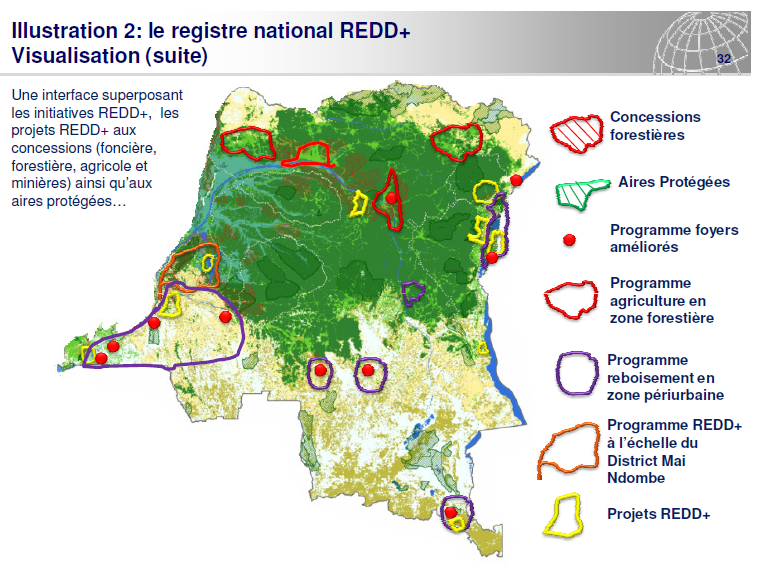 Illustration 2: le registre national REDD+
Visualisation (suite)
32
Une interface superposant
les initiatives REDD+, les
projets REDD+ aux
concessions (foncière,
forestière, agricole et
minières) ainsi qu'aux
aires protégées…
Concessions
forestières
Aires Protégées
Programme foyers
améliorés
Programme
agriculture en
zone forestière
Programme
reboisement en
zone périurbaine
Programme REDD+
à l'échelle du
District Mai
Ndombe
Projets REDD+